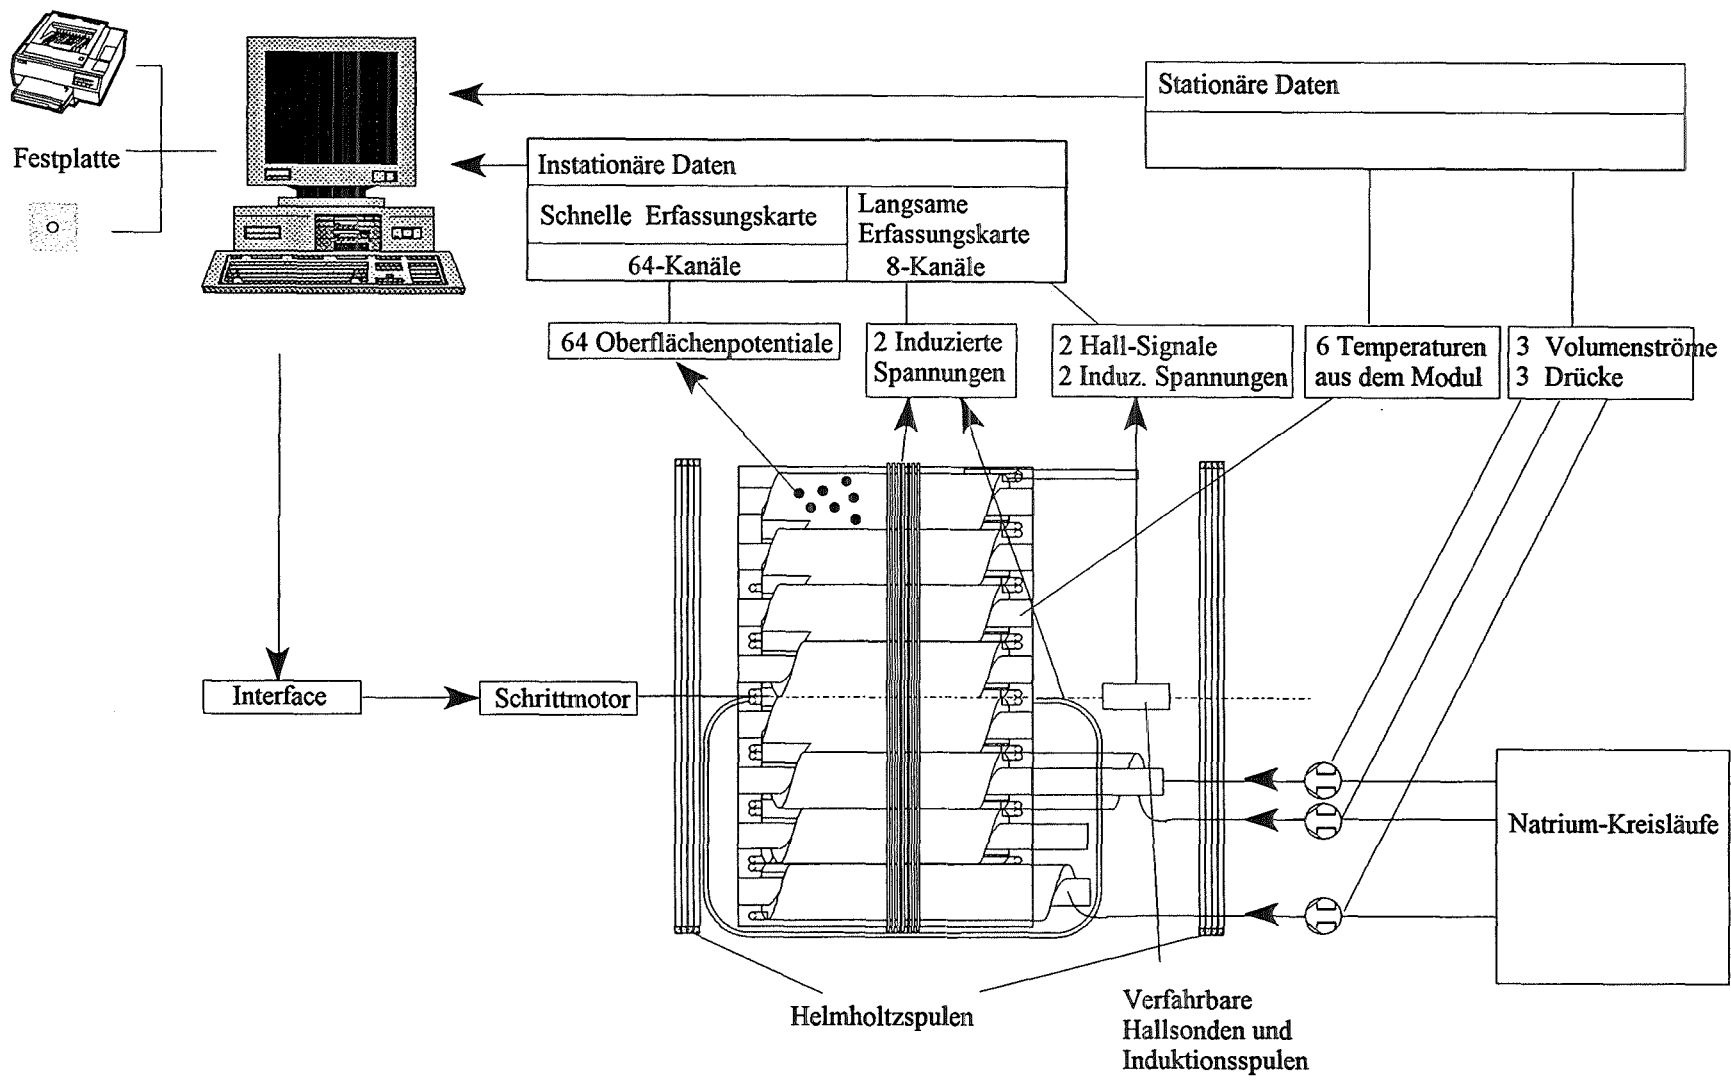 Festplatte
Stationäre Daten
Instationäre Daten
Schnelle Erfassungskarte
64-Kanäle
Langsame
Erfassungskarte
8-Kanäle
64 Oberflächenpotentiale
2 Induzierte
Spannungen
2 Hall-Signale
2 Induz. Spannungen
6 Temperaturen
aus dem Modul
3 Volumenströme
3 Drücke
Interface
Schrittmotor
Natrium-Kreisläufe
Helmholtzspulen
Verfahrbare
Hallsonden und
Induktionsspulen